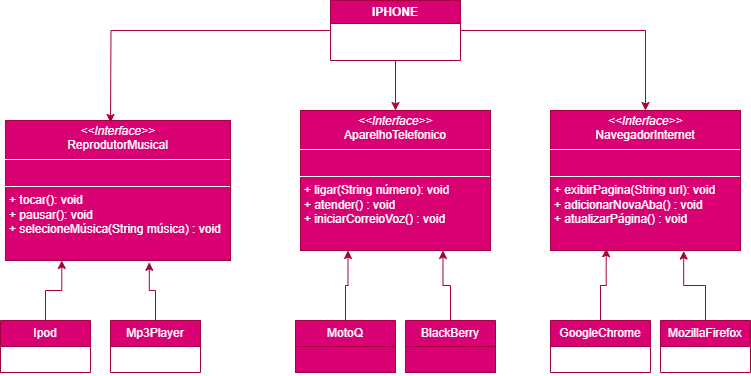 IPHONE
<<Interface>>
ReprodutorMusical
+ tocar(): void
+ pausar(): void
+ selecioneMúsica(String música) : void
<<Interface>>
AparelhoTelefonico
+ ligar(String número): void
+ atender() : void
+ iniciarCorreioVoz() : void
<<Interface>>
NavegadorInternet
+ exibirPagina(String url): void
+ adicionarNovaAba() : void
+ atualizarPágina() : void
Ipod
Mp3Player
MotoQ
BlackBerry
GoogleChrome
MozillaFirefox